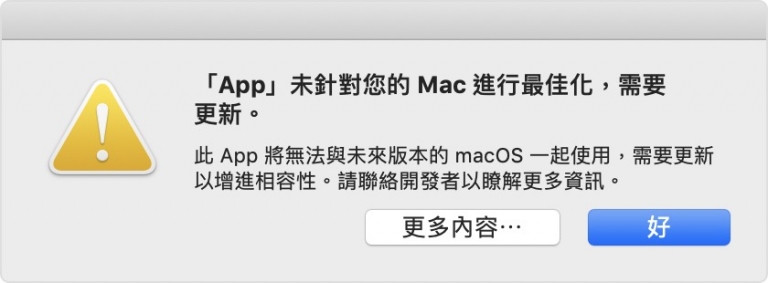 「App」未針對您的 Mac 進行最佳化，需要
更新。
此 App 將無法與未來版本的 macOS 一起使用，需要更新
以增進相容性。請聯絡開發者以瞭解更多資訊。
更多內容⋯
好